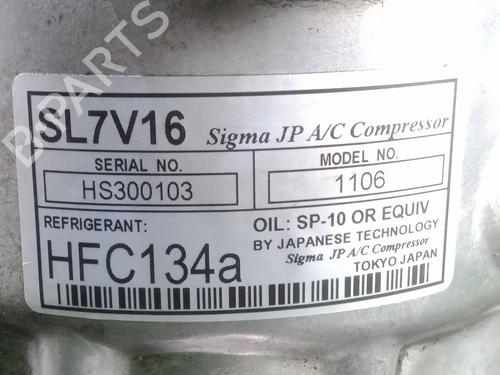 B-PARTS
SL7V16 Sigma JP A/C Compressor
SERIAL NO.
HS300103
MODEL NO.
1106
REFRIGERANT:
HFC134a
OIL: SP-10 OR EQUIV
BY JAPANESE TECHNOLOGY
Sigma JP A/C Compressor
TOKYO JAPAN